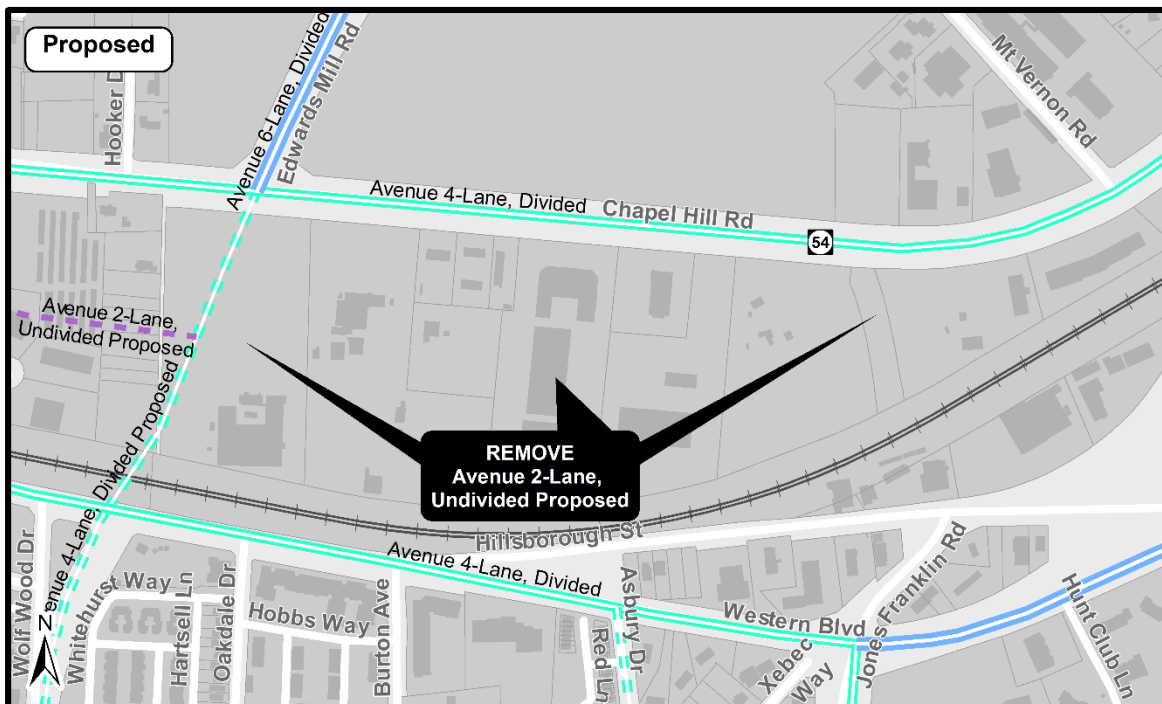 Proposed
Hooker D
Avenue 6-Lane, Divided
Edwards Mill Rd
Mt Vernon Rd
Avenue 4-Lane, Divided
Chapel Hill Rd
54
Avenue 2-Lane,
Undivided Proposed
Avenue 4-Lane, Divided Proposed
REMOVE
Avenue 2-Lane,
Undivided Proposed
Hillsborough St
Avenue 4-Lane, Divided
Wolf Wood Dr
Whitehurst Way
Hartsell Ln
Oakdale Dr
Hobbs Way
Burton Ave
Red Ln
Asbury Dr
Western Blvd
Xebec
Way
Jones Franklin Rd
Hunt Club Ln
N